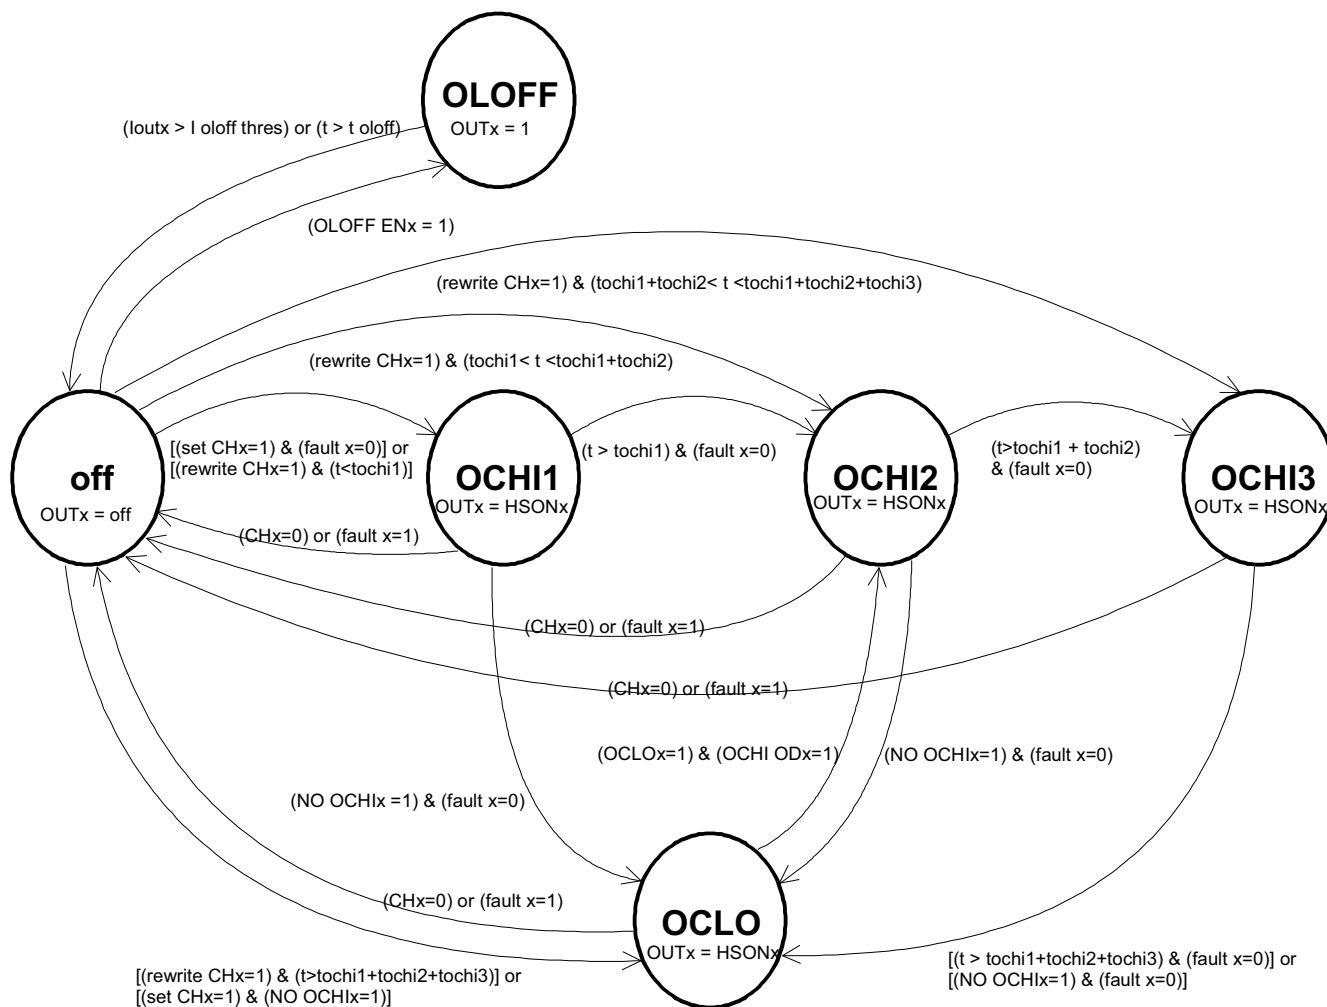 OLOFF
OUTx = 1
(Ioutx > I oloff thres) or (t > t oloff)
(OLOFF ENx = 1)
(rewrite CHx=1) & (tochi1+tochi2< t <tochi1+tochi2+tochi3)
(rewrite CHx=1) & (tochi1< t <tochi1+tochi2)
off
OUTx = off
[(set CHx=1) & (fault x=0)] or
[(rewrite CHx=1) & (t<tochi1)]
OCHI1
OUTx = HSONx
(t > tochi1) & (fault x=0)
OCHI2
OUTx = HSONx
(t>tochi1 + tochi2)
& (fault x=0)
OCHI3
OUTx = HSONx
(CHx=0) or (fault x=1)
(CHx=0) or (fault x=1)
(CHx=0) or (fault x=1)
(OCLOx=1) & (OCHI ODx=1)
(NO OCHIx=1) & (fault x=0)
(NO OCHIx =1) & (fault x=0)
(CHx=0) or (fault x=1)
OCLO
OUTx = HSONx
[(rewrite CHx=1) & (t>tochi1+tochi2+tochi3)] or
[(set CHx=1) & (NO OCHIx=1)]
[(t > tochi1+tochi2+tochi3) & (fault x=0)] or
[(NO OCHIx=1) & (fault x=0)]